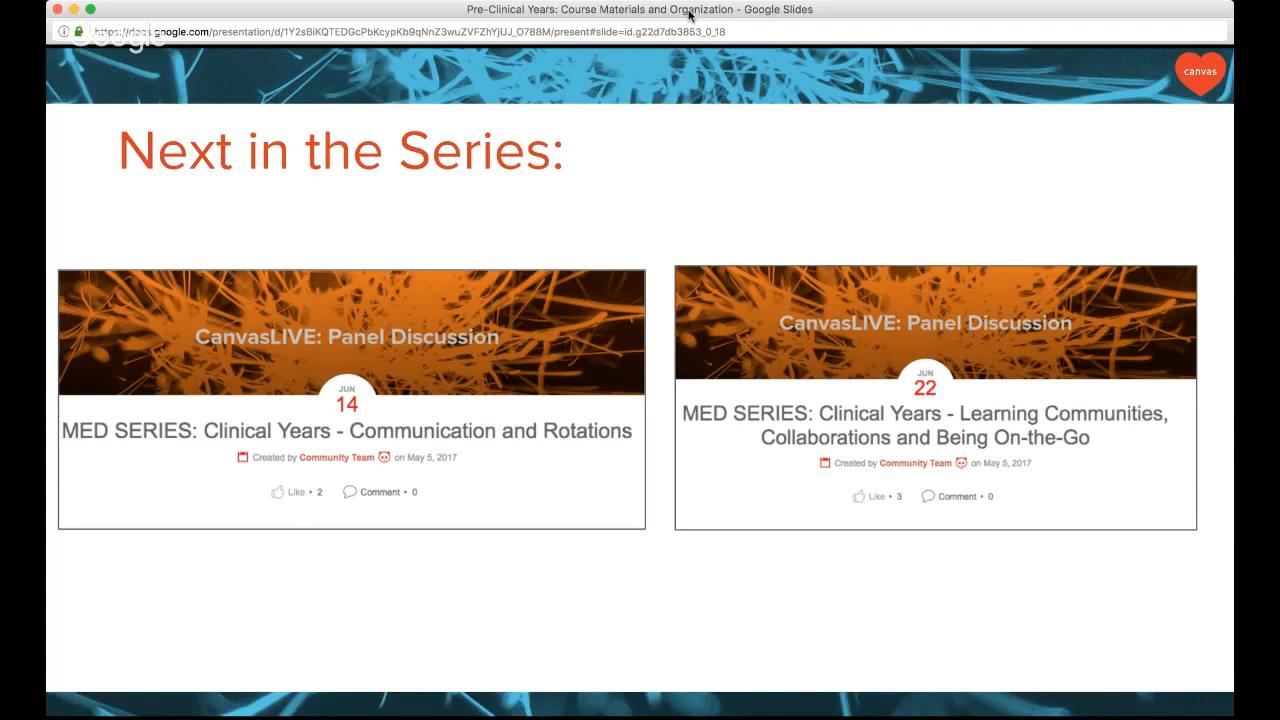 Pre-Clinical Years: Course Materials and Organization - Google Slides
https://docs.google.com/presentation/d/1Y2sBiKQTEDGcPbKcypKb9qNnZ3wuZVFZhYjUJ_O788M/present#slide=id.g22d7db3853_0_18
Google
canvas
Next in the Series:
CanvasLIVE: Panel Discussion
JUN
14
MED SERIES: Clinical Years - Communication and Rotations
Created by Community Team on May 5, 2017
Like • 2 Comment • 0
CanvasLIVE: Panel Discussion
JUN
22
MED SERIES: Clinical Years - Learning Communities,
Collaborations and Being On-the-Go
Created by Community Team on May 5, 2017
Like • 3 Comment • 0